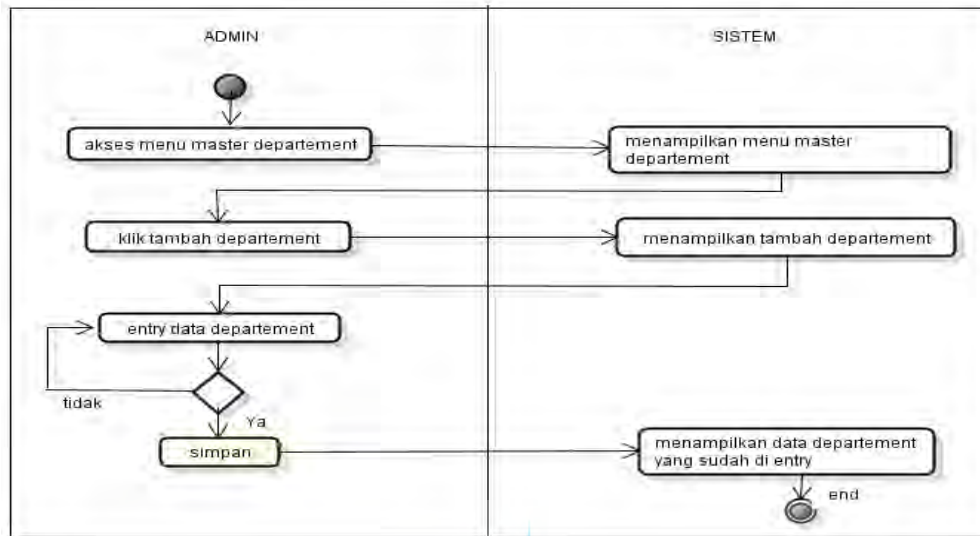 ADMIN
SISTEM
akses menu master departement
menampilkan menu master
departement
klik tambah departement
menampilkan tambah departement
entry data departement
tidak
Ya
simpan
menampilkan data departement
yang sudah di entry
end